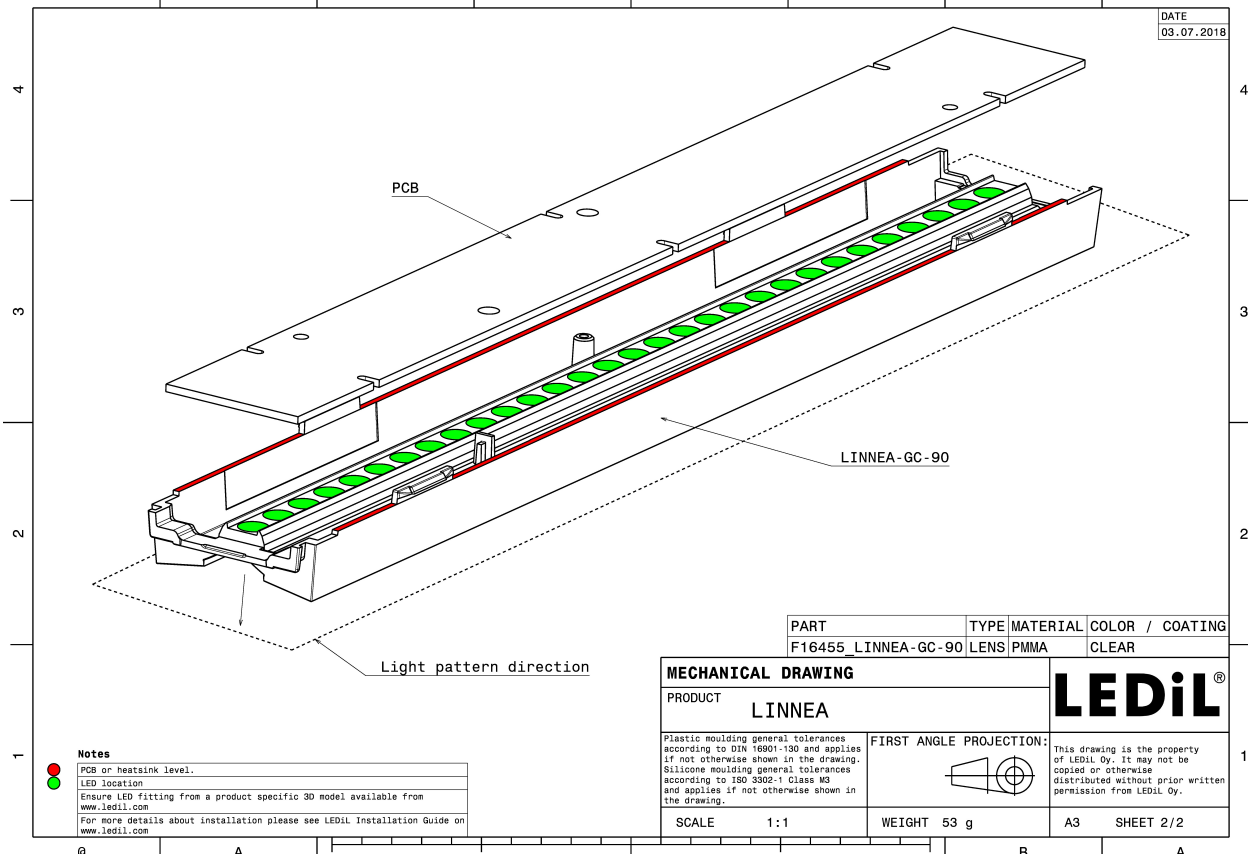 DATE
03.07.2018
4
4
PCB
3
3
LINNEA-GC-90
2
2
PART TYPE MATERIAL COLOR / COATING
F16455_LINNEA-GC-90 LENS PMMA CLEAR
Light pattern direction
MECHANICAL DRAWING
PRODUCT
LINNEA
LEDiL®
Plastic moulding general tolerances
according to DIN 16901-130 and applies
if not otherwise shown in the drawing.
Silicone moulding general tolerances
according to ISO 3302-1 Class M3
and applies if not otherwise shown in
the drawing.
FIRST ANGLE PROJECTION:
This drawing is the property
of LEDiL Oy. It may not be
copied or otherwise
distributed without prior written
permission from LEDiL Oy.
SCALE 1:1
WEIGHT 53 g
A3 SHEET 2/2
1
1
Notes
PCB or heatsink level.
LED location
Ensure LED fitting from a product specific 3D model available from
www.ledil.com
For more details about installation please see LEDiL Installation Guide on
www.ledil.com
@ A B A